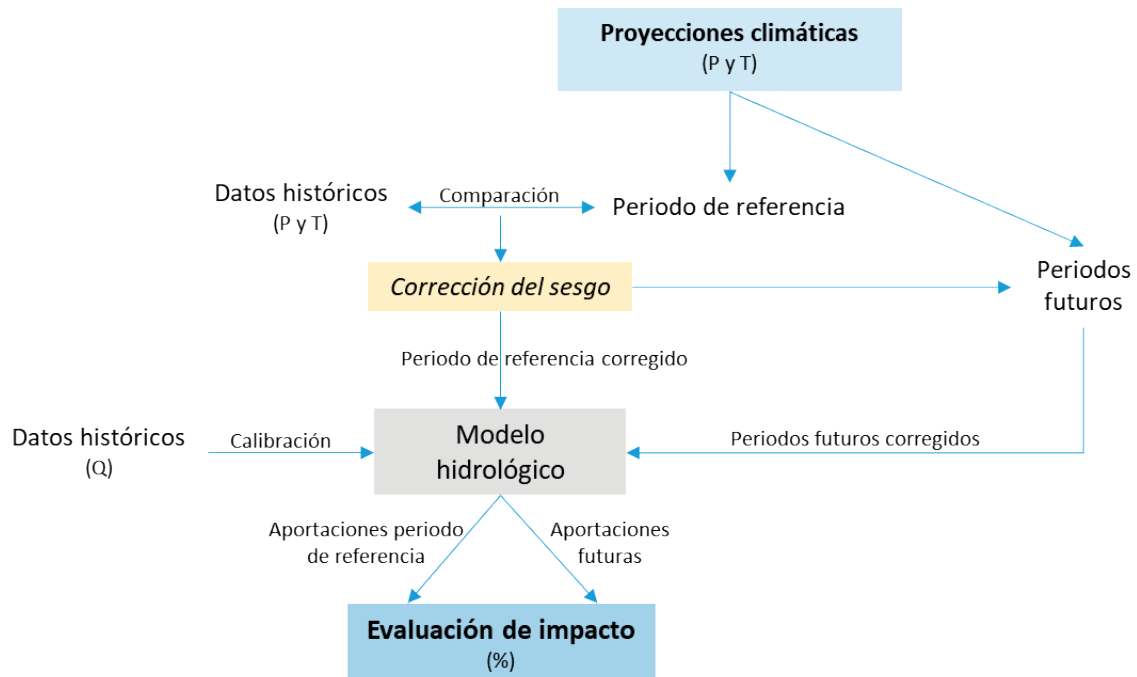 Proyecciones climáticas
(P y T)
Datos históricos
(P y T)
Comparación
Periodo de referencia
Corrección del sesgo
Periodos
futuros
Periodo de referencia corregido
Datos históricos
(Q)
Calibración
Modelo
hidrológico
Periodos futuros corregidos
Aportaciones periodo
de referencia
Aportaciones
futuras
Evaluación de impacto
(%)